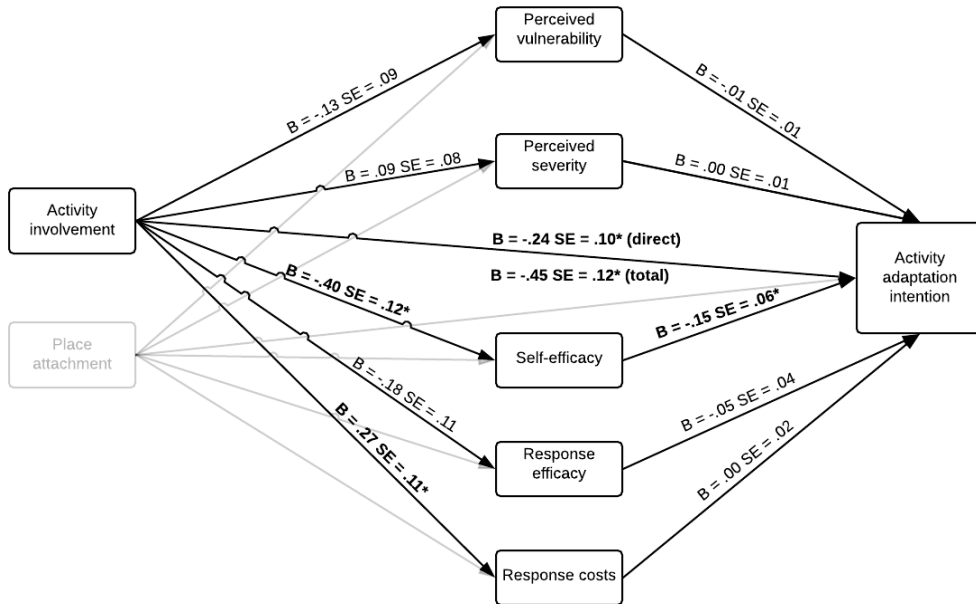 Perceived
vulnerability
B = -.13 SE = .09
B = -.01 SE = .01
Perceived
severity
B = .09 SE = .08
B = .00 SE = .01
Activity
involvement
B = -.24 SE = .10* (direct)
B = -.45 SE = .12* (total)
Activity
adaptation
intention
B = -.40 SE = .12*
B = -.15 SE = .06*
Place
attachment
Self-efficacy
B = -.18 SE = .11
B = -.05 SE = .04
B = .27 SE = .11*
Response
efficacy
B = .00 SE = .02
Response costs